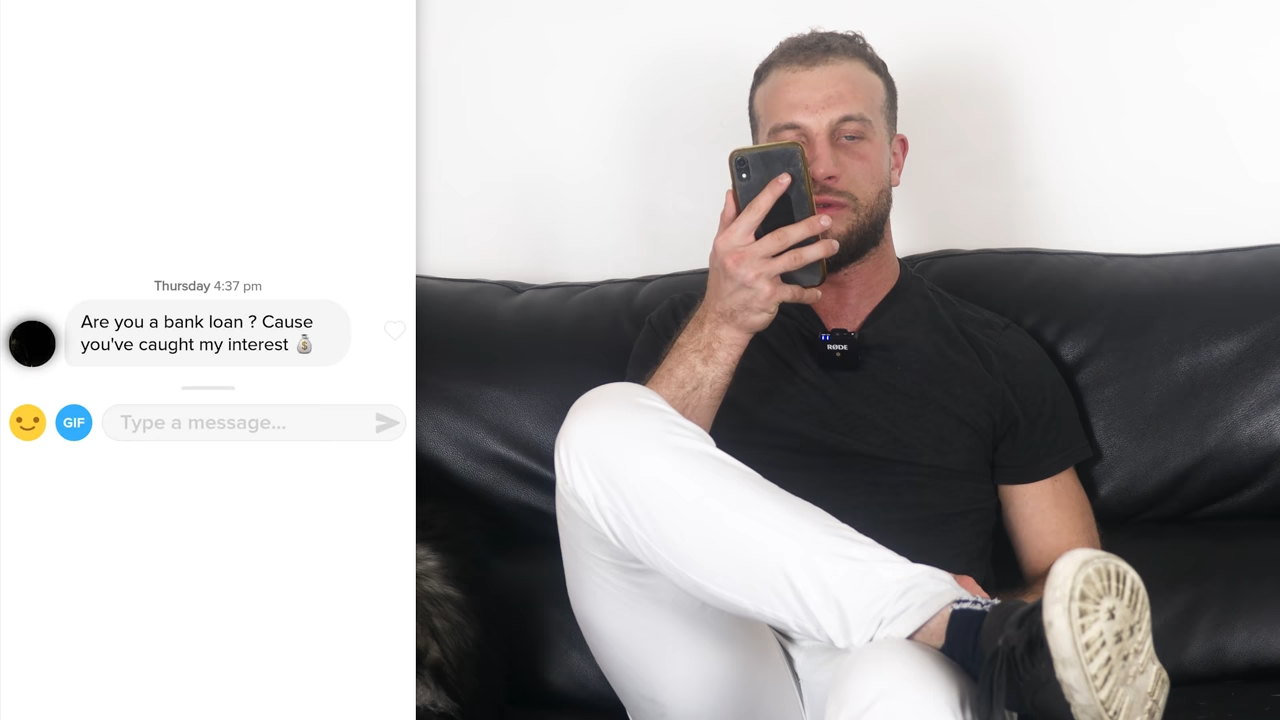 Thursday 4:37 pm
Are you a bank loan ? Cause
you've caught my interest 💰
GIF
Type a message...
RØDE